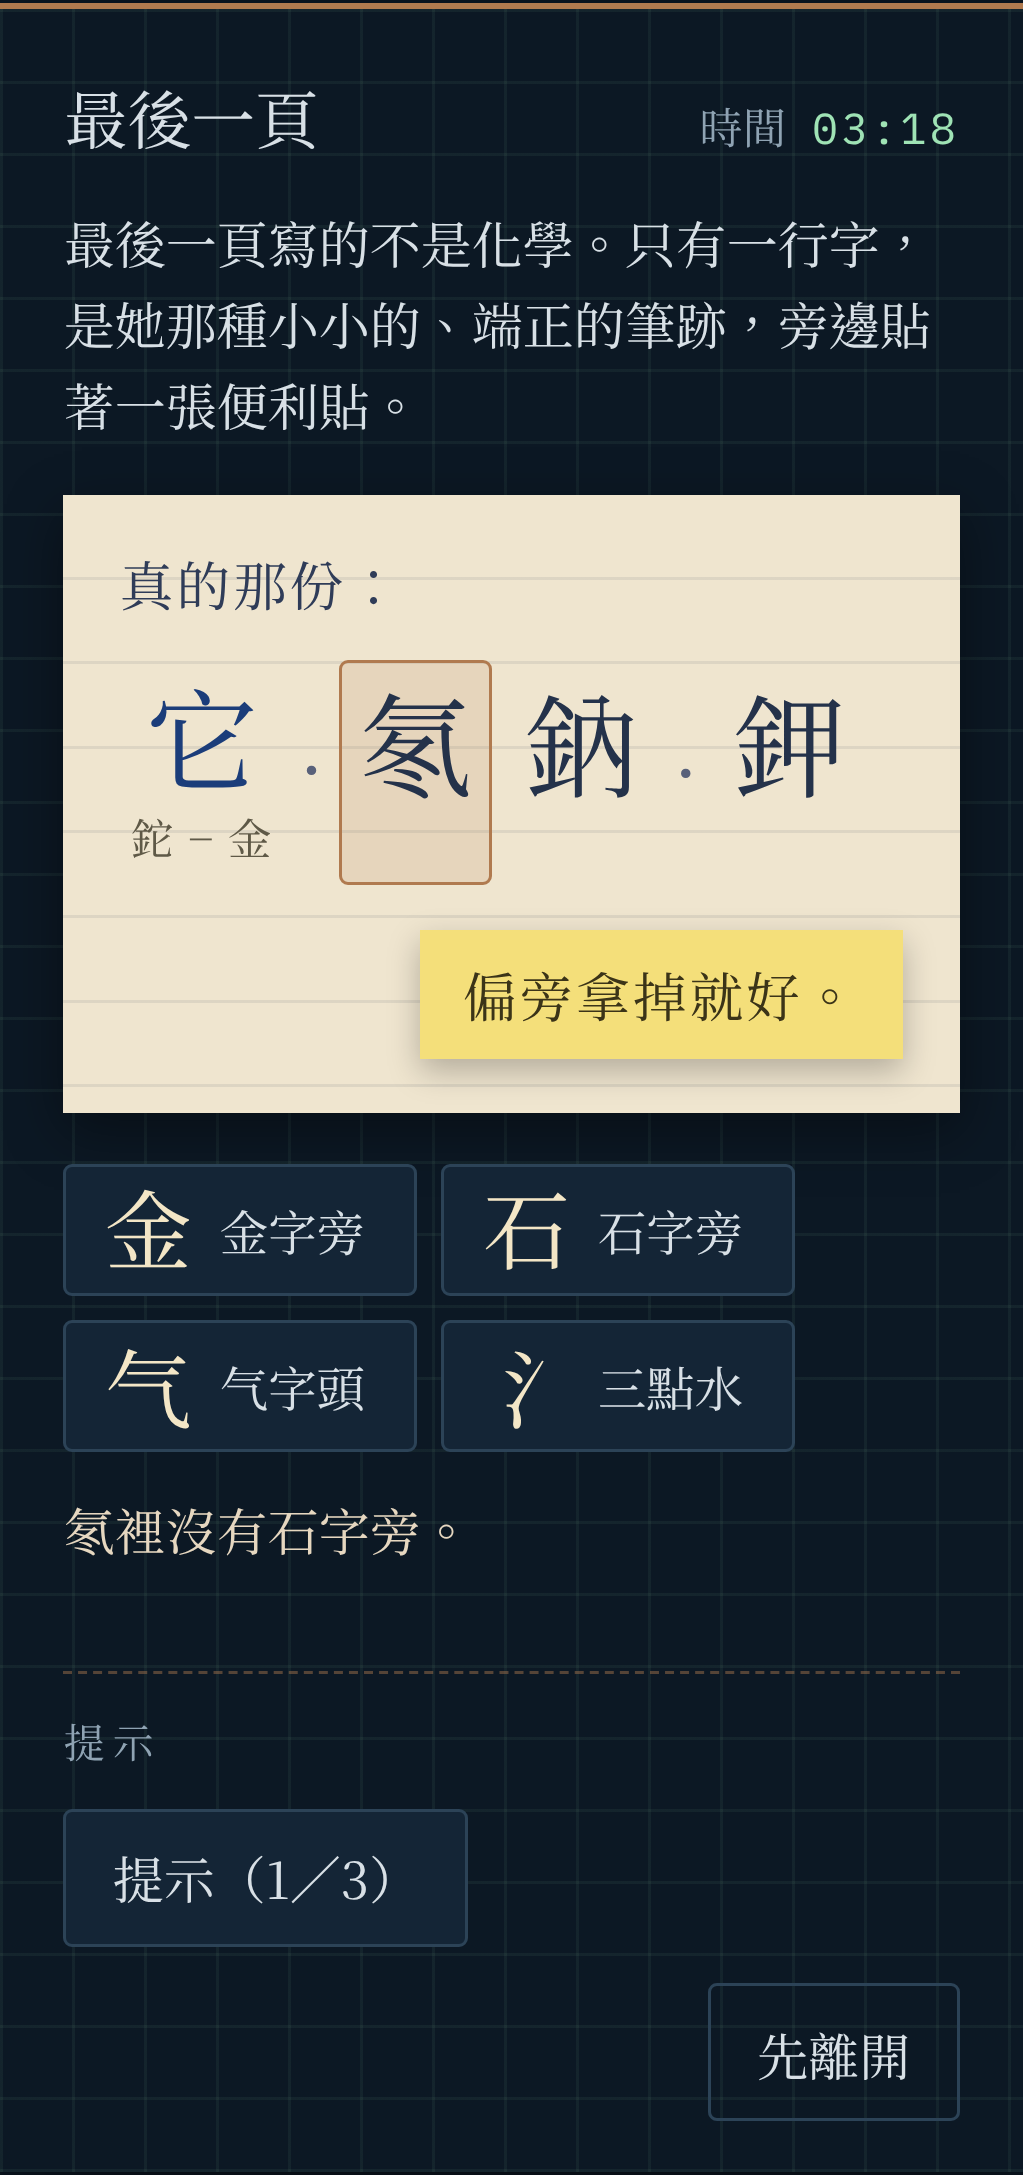 最後一頁
時間 03:18
最後一頁寫的不是化學。只有一行字，
是她那種小小的、端正的筆跡，旁邊貼
著一張便利貼。
真的那份：
它 · 氡 鈉 · 鉀
鉈 − 金
偏旁拿掉就好。
金 金字旁
石 石字旁
气 气字頭
氵 三點水
氡裡沒有石字旁。
提示
提示（1／3）
先離開